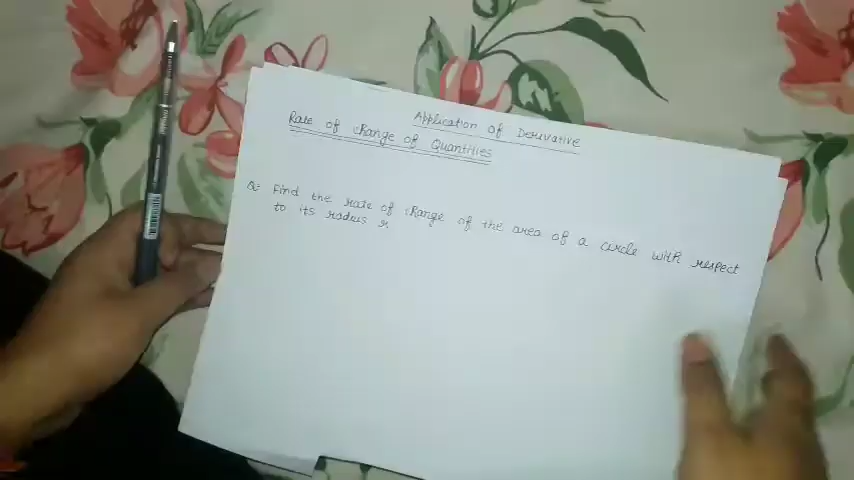 Application of Derivative
Rate of change of Quantities
Q: Find the rate of change of the area of a circle with respect
to its radius r